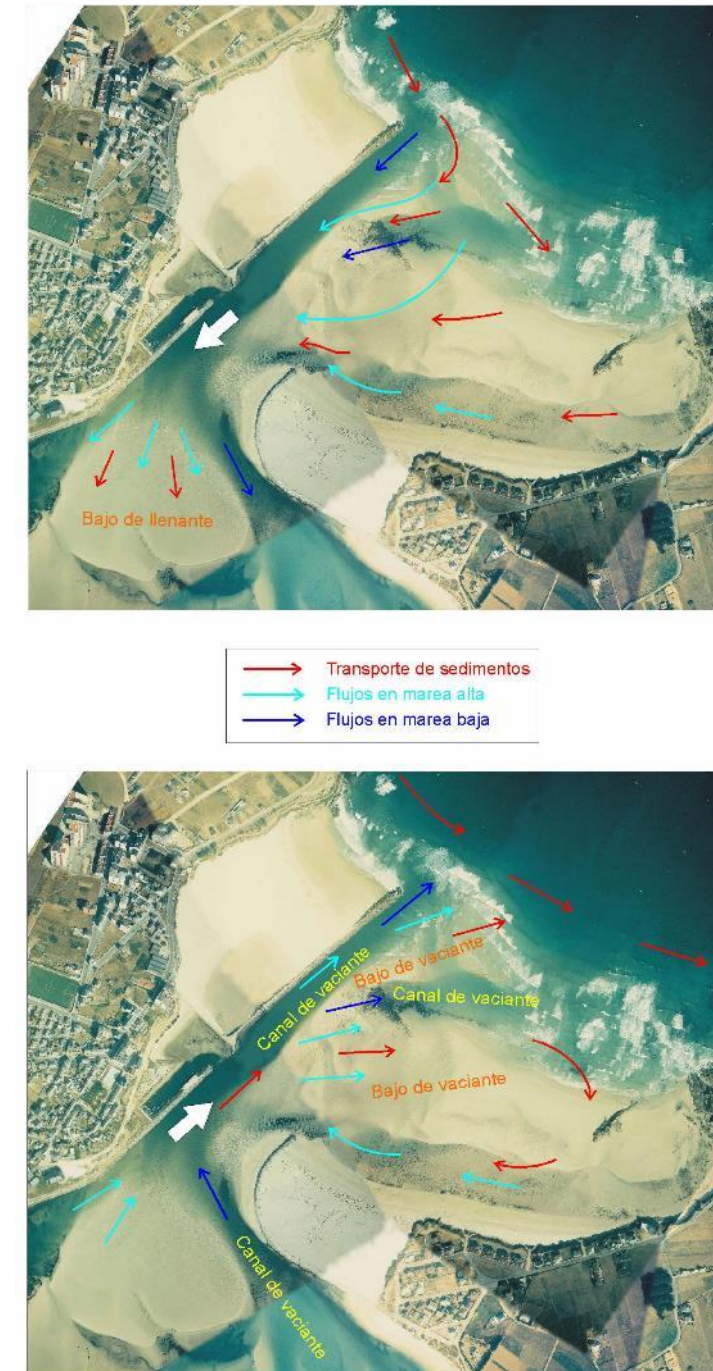 Bajo de llenante
Transporte de sedimentos
Flujos en marea alta
Flujos en marea baja
Canal de vaciante
Bajo de vaciante
Canal de vaciante
Bajo de vaciante
Canal de vaciante